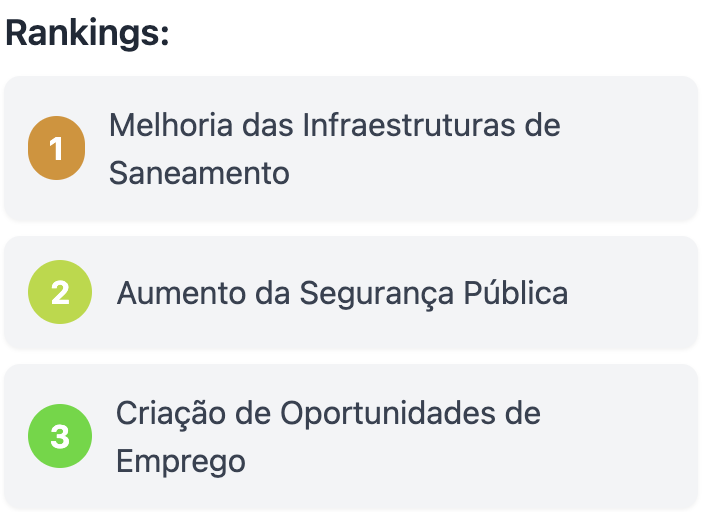 Rankings:
1
Melhoria das Infraestruturas de
Saneamento
2
Aumento da Segurança Pública
3
Criação de Oportunidades de
Emprego